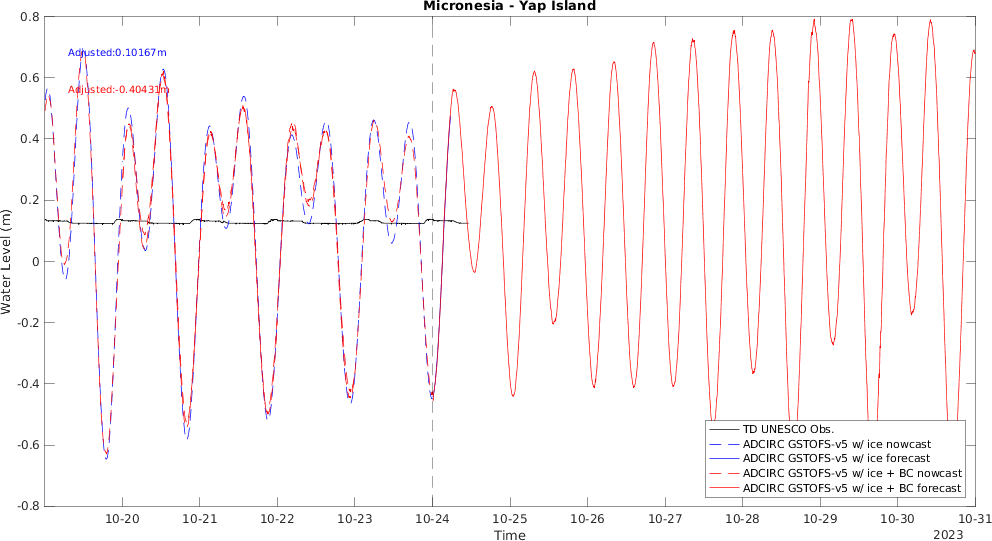 Micronesia - Yap Island
Water Level (m)
0.8
0.6
0.4
0.2
0
-0.2
-0.4
-0.6
-0.8
Adjusted:0.10167m
Adjusted:-0.40431m
TD UNESCO Obs.
ADCIRC GSTOFS-v5 w/ ice nowcast
ADCIRC GSTOFS-v5 w/ ice forecast
ADCIRC GSTOFS-v5 w/ ice + BC nowcast
ADCIRC GSTOFS-v5 w/ ice + BC forecast
10-20 10-21 10-22 10-23 10-24 10-25 10-26 10-27 10-28 10-29 10-30 10-31
Time
2023